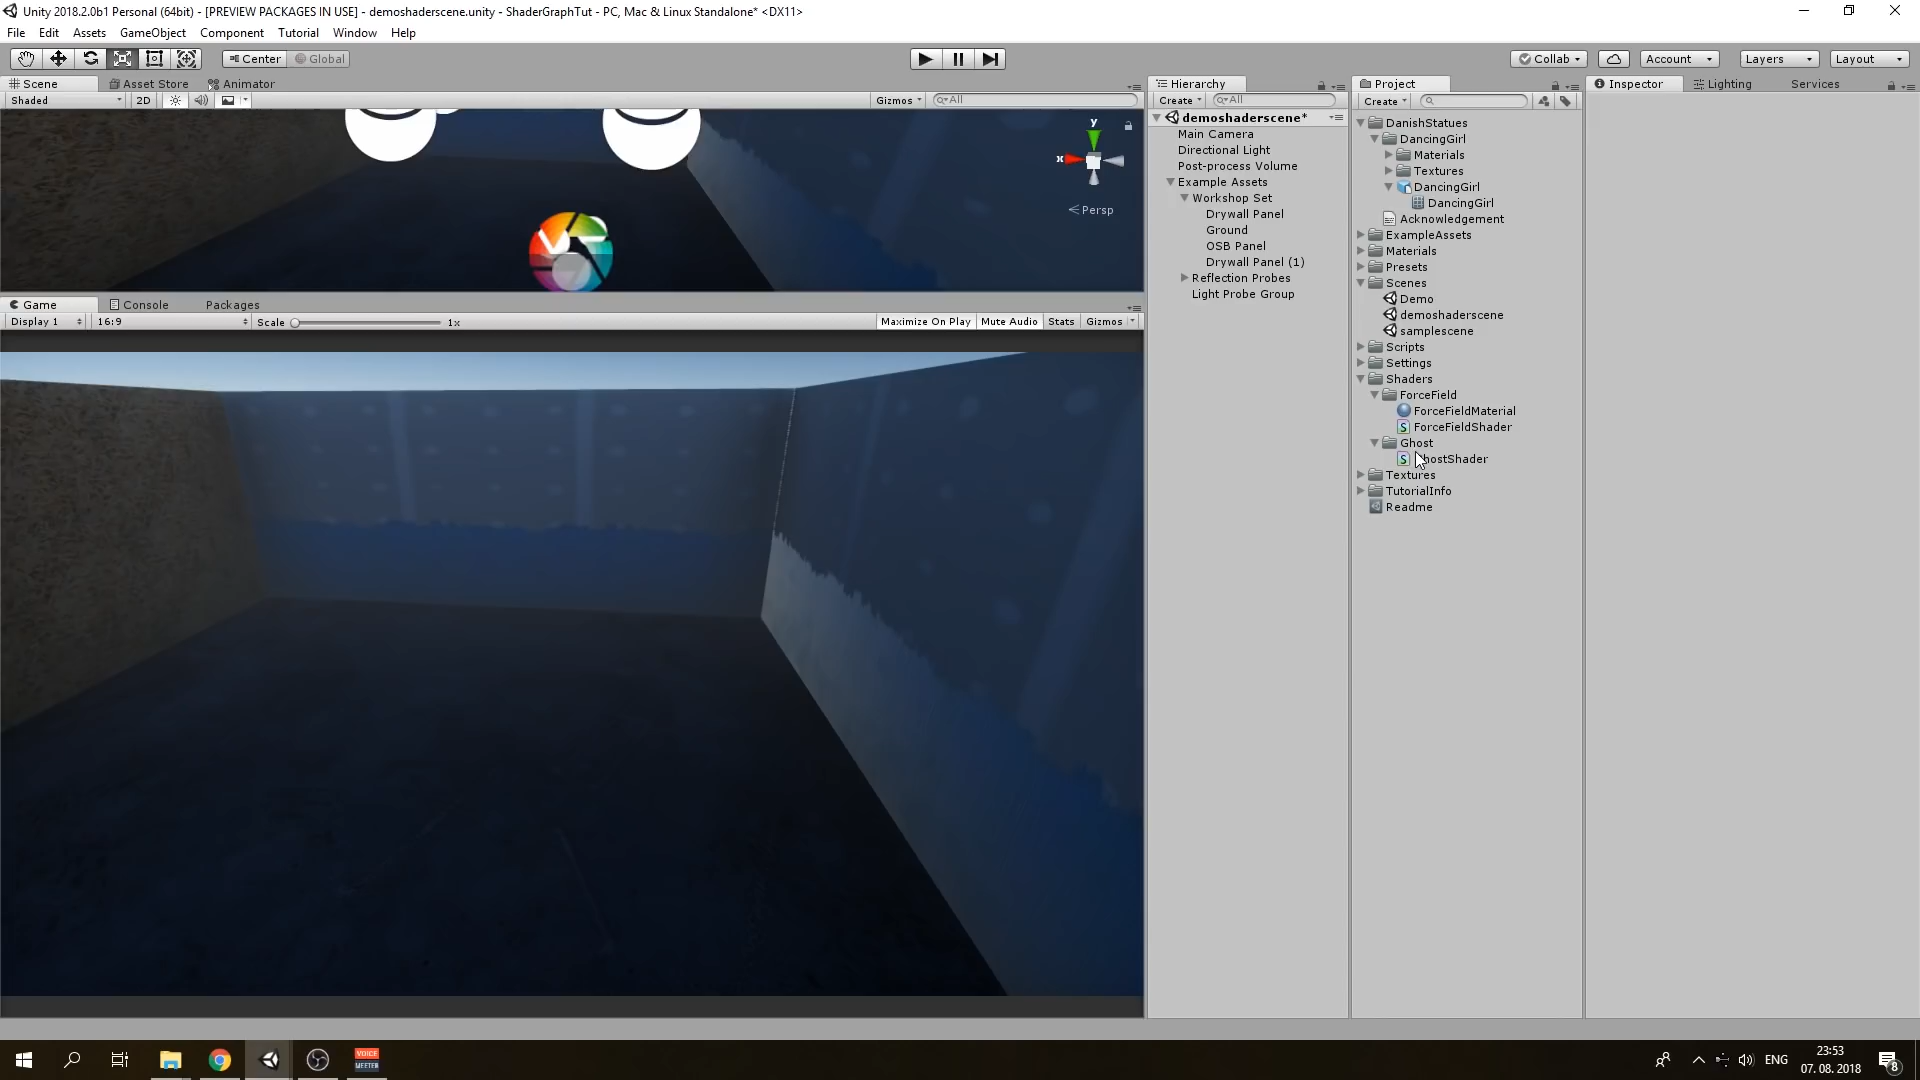 Unity 2018.2.0b1 Personal (64bit) - [PREVIEW PACKAGES IN USE] - demoshaderscene.unity - ShaderGraphTut - PC, Mac & Linux Standalone* <DX11>
File Edit Assets GameObject Component Tutorial Window Help
Center Global Collab Account Layers Layout
Scene Asset Store Animator
Shaded 2D Gizmos All
y
x
Persp
Game Console Packages
Display 1 16:9 Scale 1x Maximize On Play Mute Audio Stats Gizmos
Hierarchy
Create All
demoshaderscene*
Main Camera
Directional Light
Post-process Volume
Example Assets
Workshop Set
Drywall Panel
Ground
OSB Panel
Drywall Panel (1)
Reflection Probes
Light Probe Group
Project
Create
DanishStatues
DancingGirl
Materials
Textures
DancingGirl
DancingGirl
Acknowledgement
ExampleAssets
Materials
Presets
Scenes
Demo
demoshaderscene
samplescene
Scripts
Settings
Shaders
ForceField
ForceFieldMaterial
ForceFieldShader
Ghost
hostShader
Textures
TutorialInfo
Readme
Inspector Lighting Services
VOICE
MEETER
ENG
23:53
07. 08. 2018
8